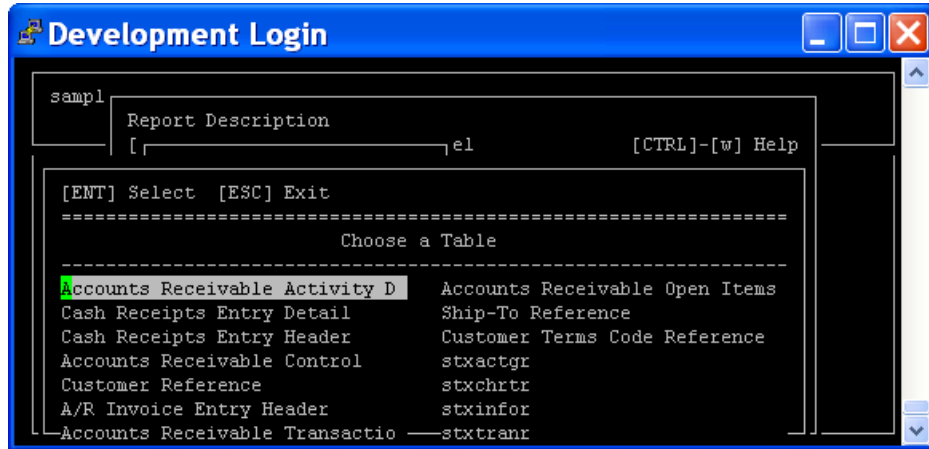 Development Login
sampl
Report Description
[ el [CTRL]-[w] Help
[ENT] Select [ESC] Exit
=================================================================
Choose a Table
-----------------------------------------------------------------
Accounts Receivable Activity D Accounts Receivable Open Items
Cash Receipts Entry Detail Ship-To Reference
Cash Receipts Entry Header Customer Terms Code Reference
Accounts Receivable Control stxactgr
Customer Reference stxchrtr
A/R Invoice Entry Header stxinfor
Accounts Receivable Transactio stxtranr